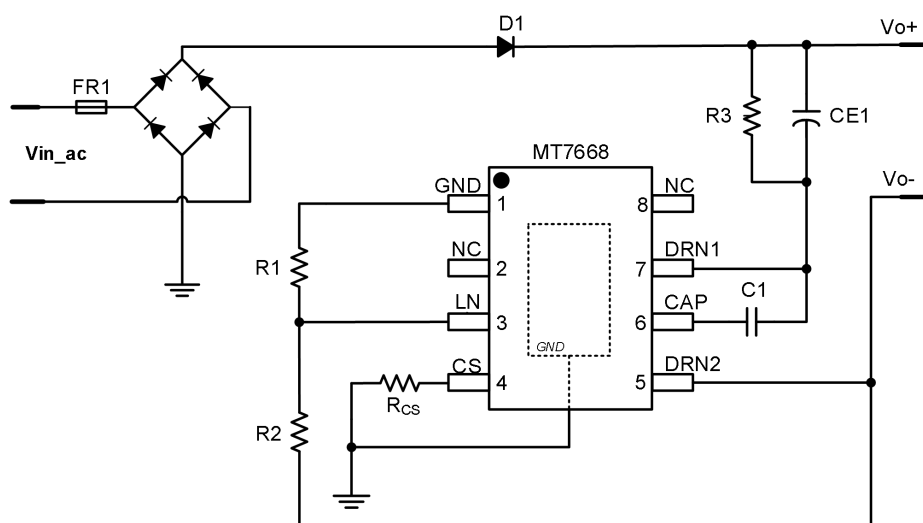 D1
Vo+
FR1
R3
CE1
Vin_ac
MT7668
Vo-
GND
1
8
NC
R1
NC
2
7
DRN1
LN
3
6
CAP
C1
GND
CS
4
5
DRN2
RCS
R2